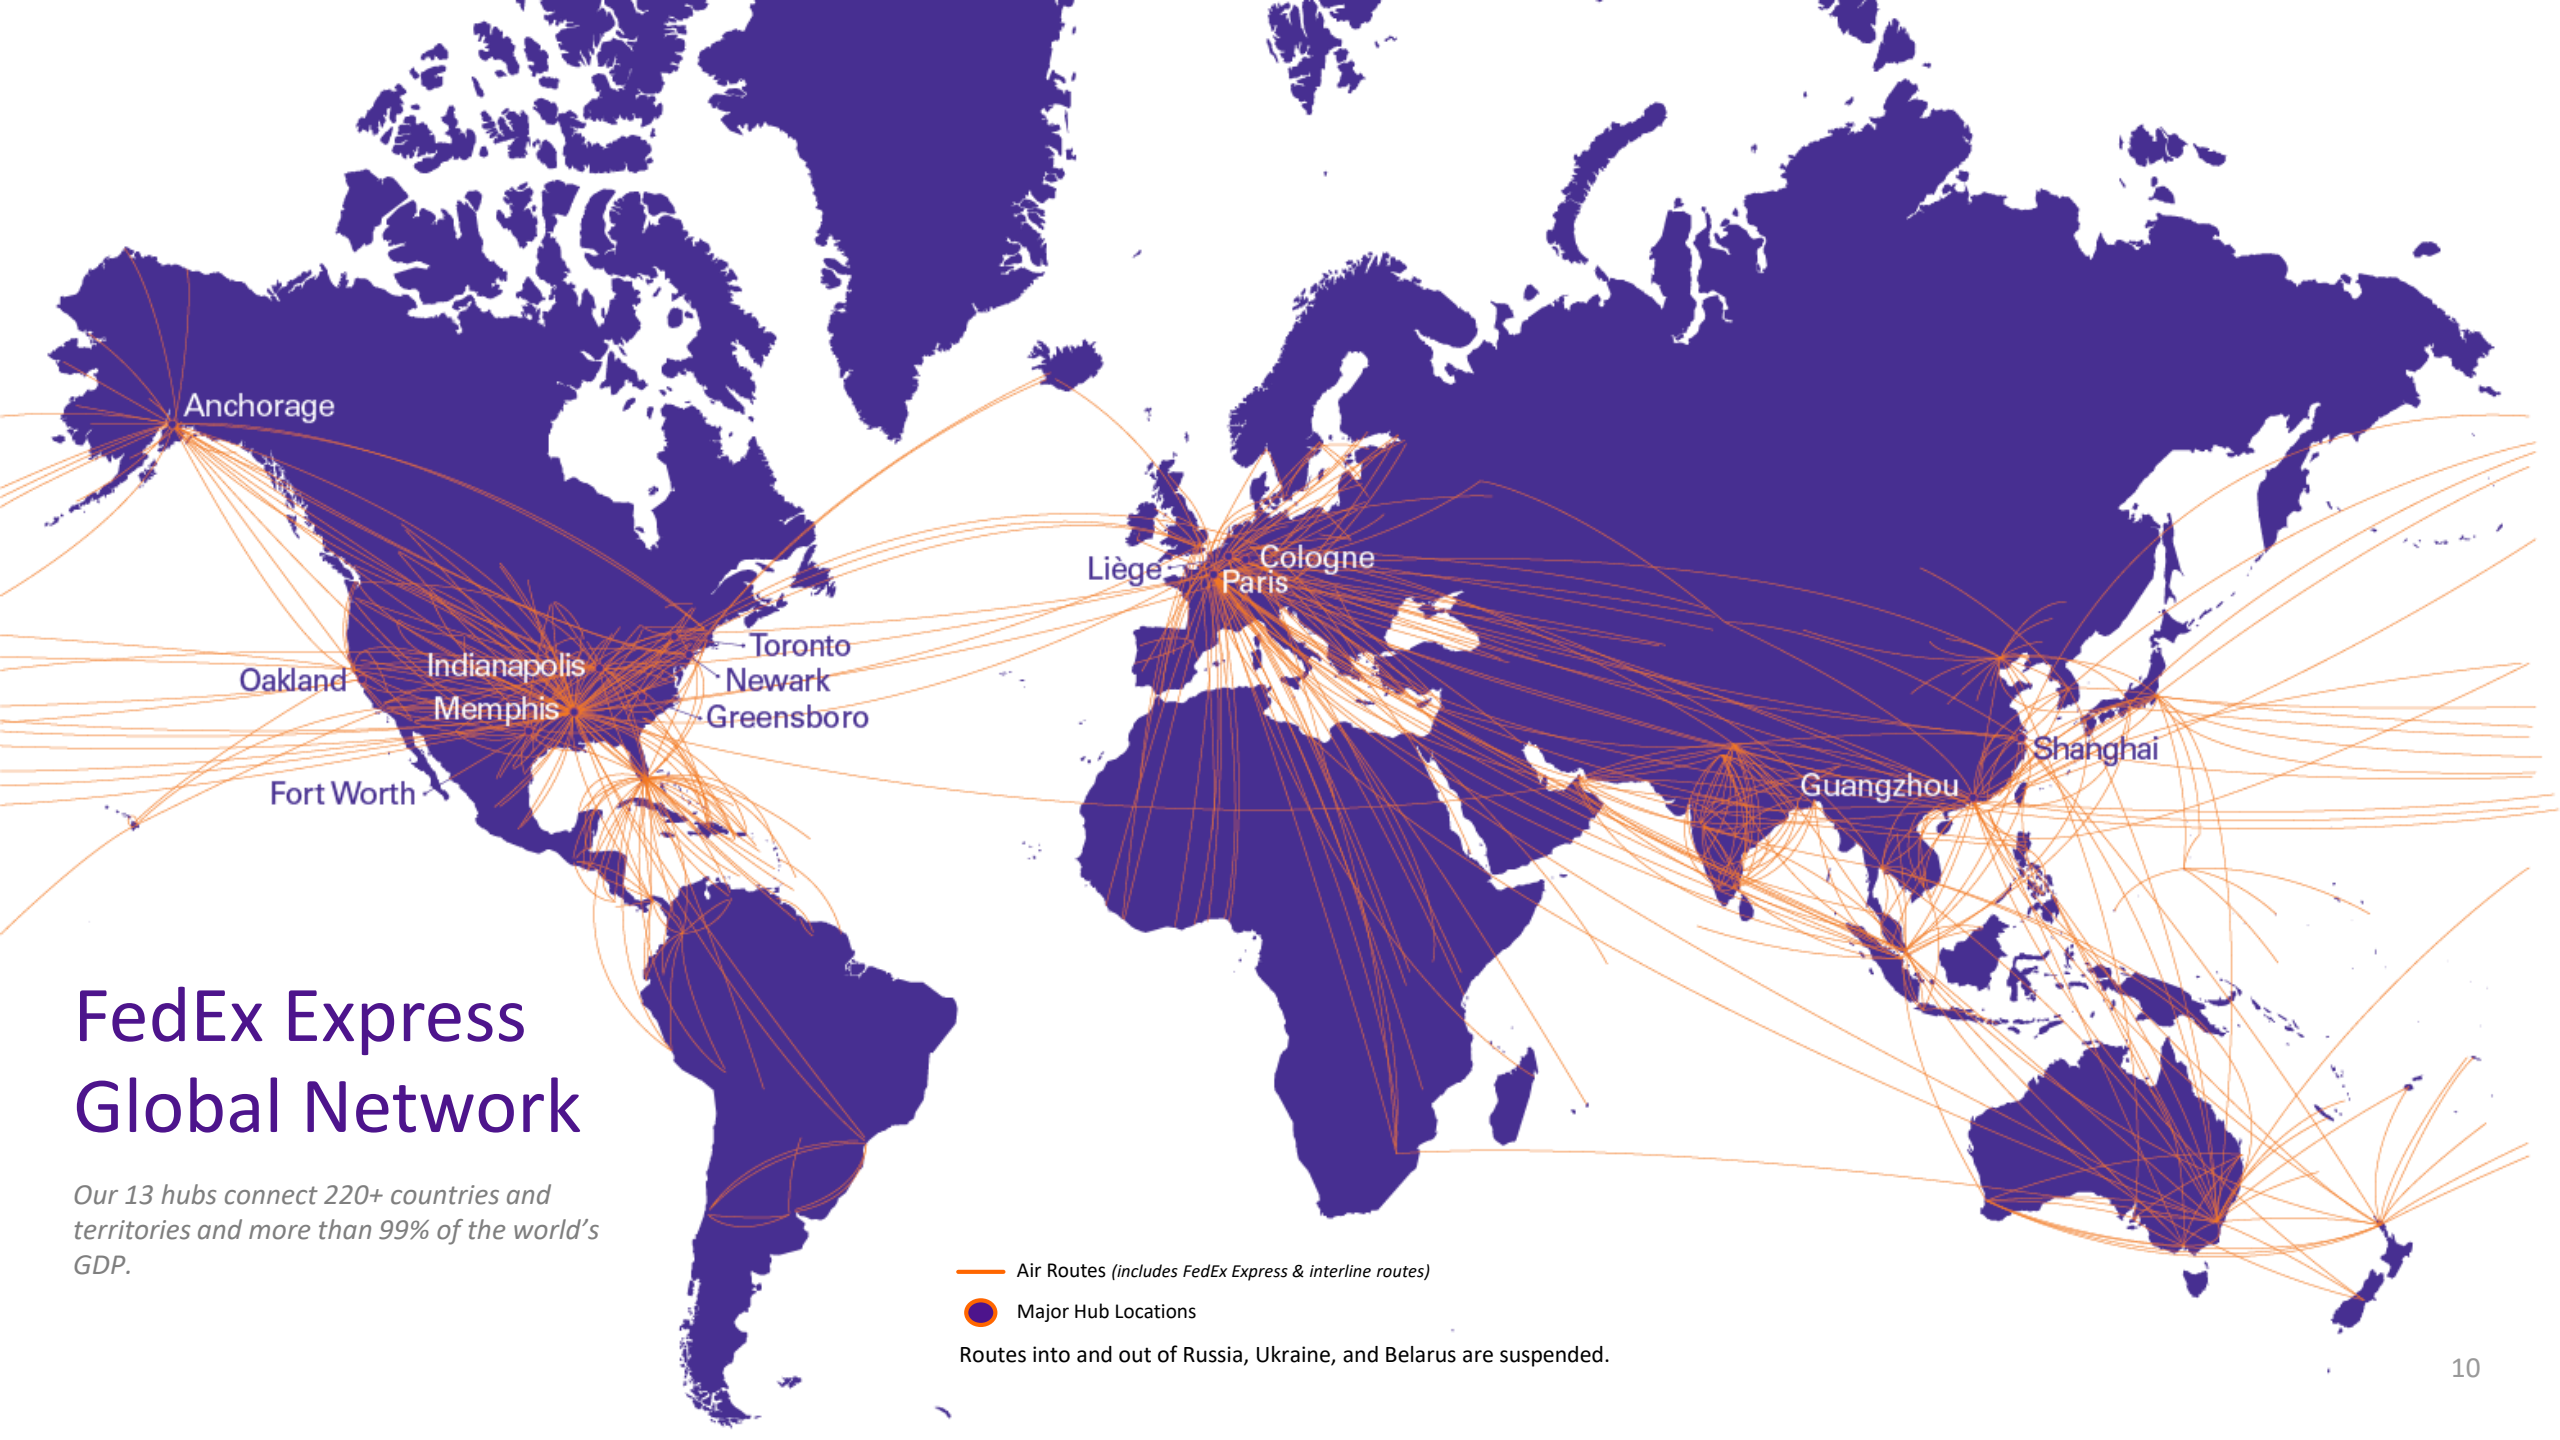 Anchorage
Liège
Cologne
Paris
Toronto
Indianapolis
Oakland
Newark
Memphis
Greensboro
Shanghai
Guangzhou
Fort Worth
FedEx Express
Global Network
Our 13 hubs connect 220+ countries and
territories and more than 99% of the world’s
GDP.
Air Routes (includes FedEx Express & interline routes)
Major Hub Locations
Routes into and out of Russia, Ukraine, and Belarus are suspended.
10